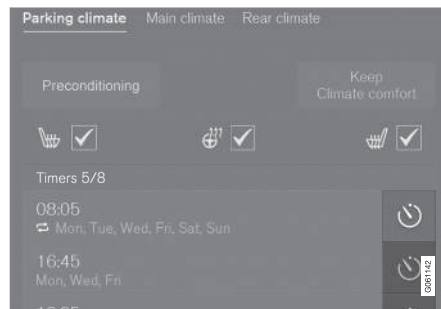 Parking climate Main climate Rear climate
Preconditioning
Keep
Climate comfort
Timers 5/8
08:05
Mon, Tue, Wed, Fri, Sat, Sun
16:45
Mon, Wed, Fri
G061142